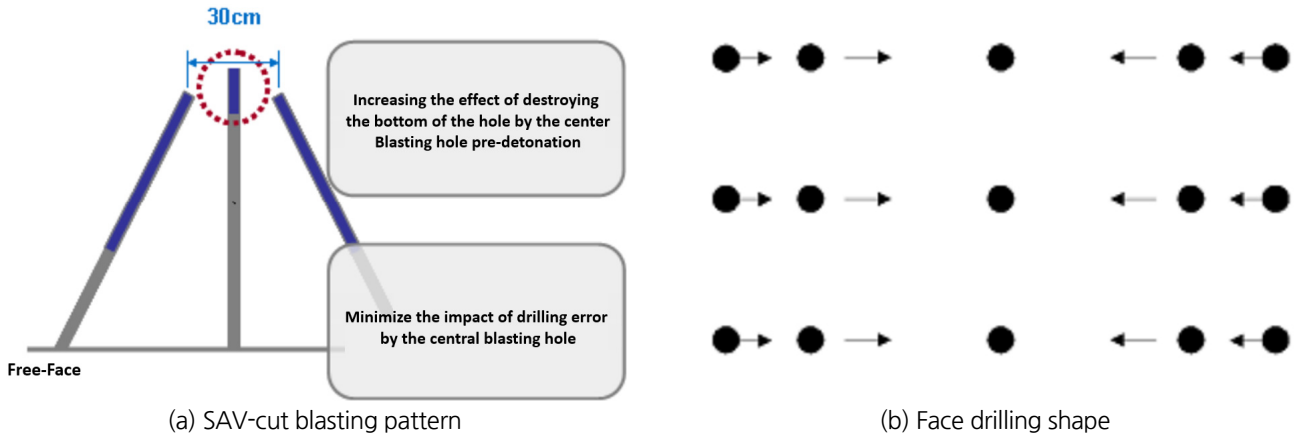 30cm
Increasing the effect of destroying
the bottom of the hole by the center
Blasting hole pre-detonation
Minimize the impact of drilling error
by the central blasting hole
Free-Face
(a) SAV-cut blasting pattern
(b) Face drilling shape